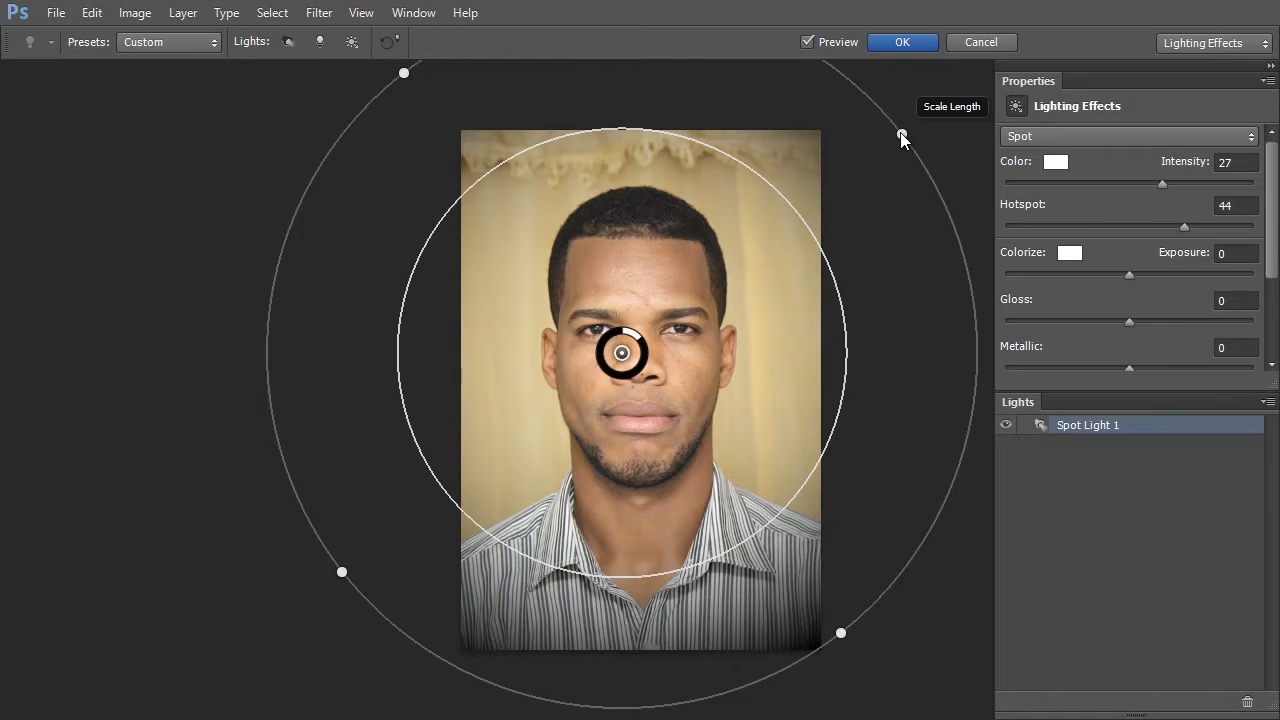 Ps File Edit Image Layer Type Select Filter View Window Help
Presets: Custom Lights: Preview OK Cancel Lighting Effects
Properties
Scale Length
Lighting Effects
Spot
Color: Intensity: 27
Hotspot: 44
Colorize: Exposure: 0
Gloss: 0
Metallic: 0
Lights
Spot Light 1